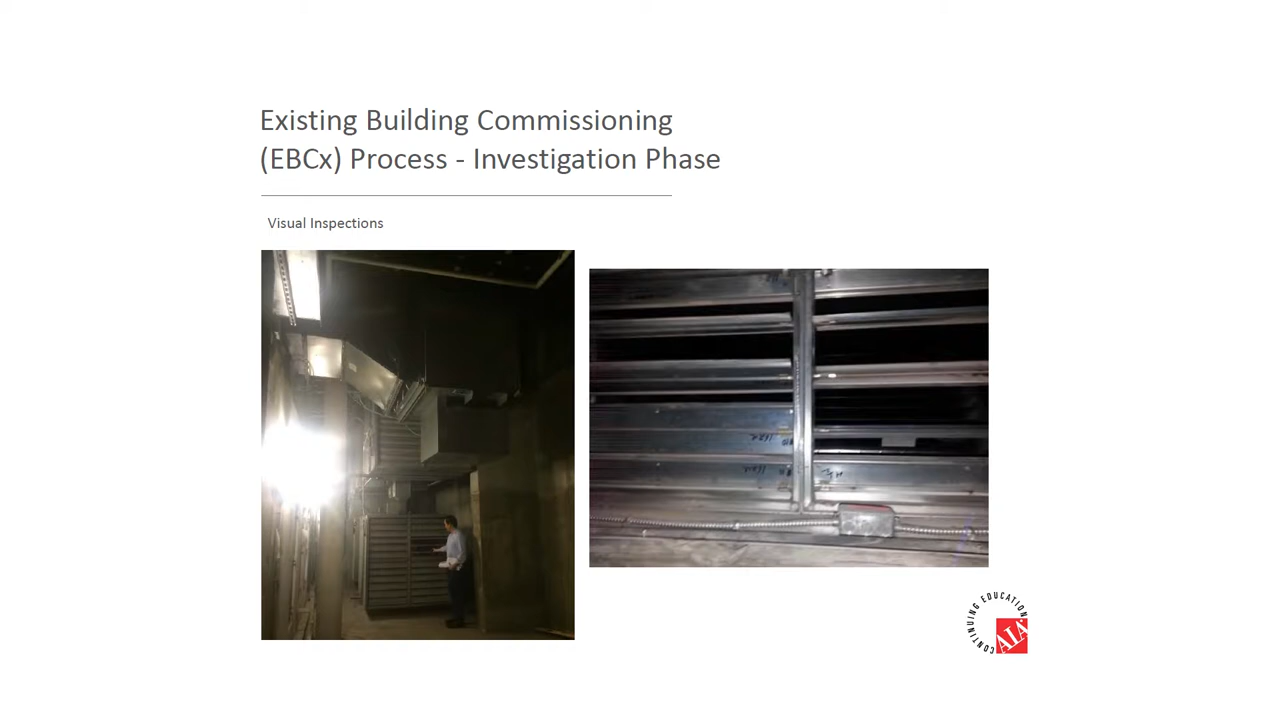 Existing Building Commissioning
(EBCx) Process - Investigation Phase
Visual Inspections
CONTINUING EDUCATION
AIA